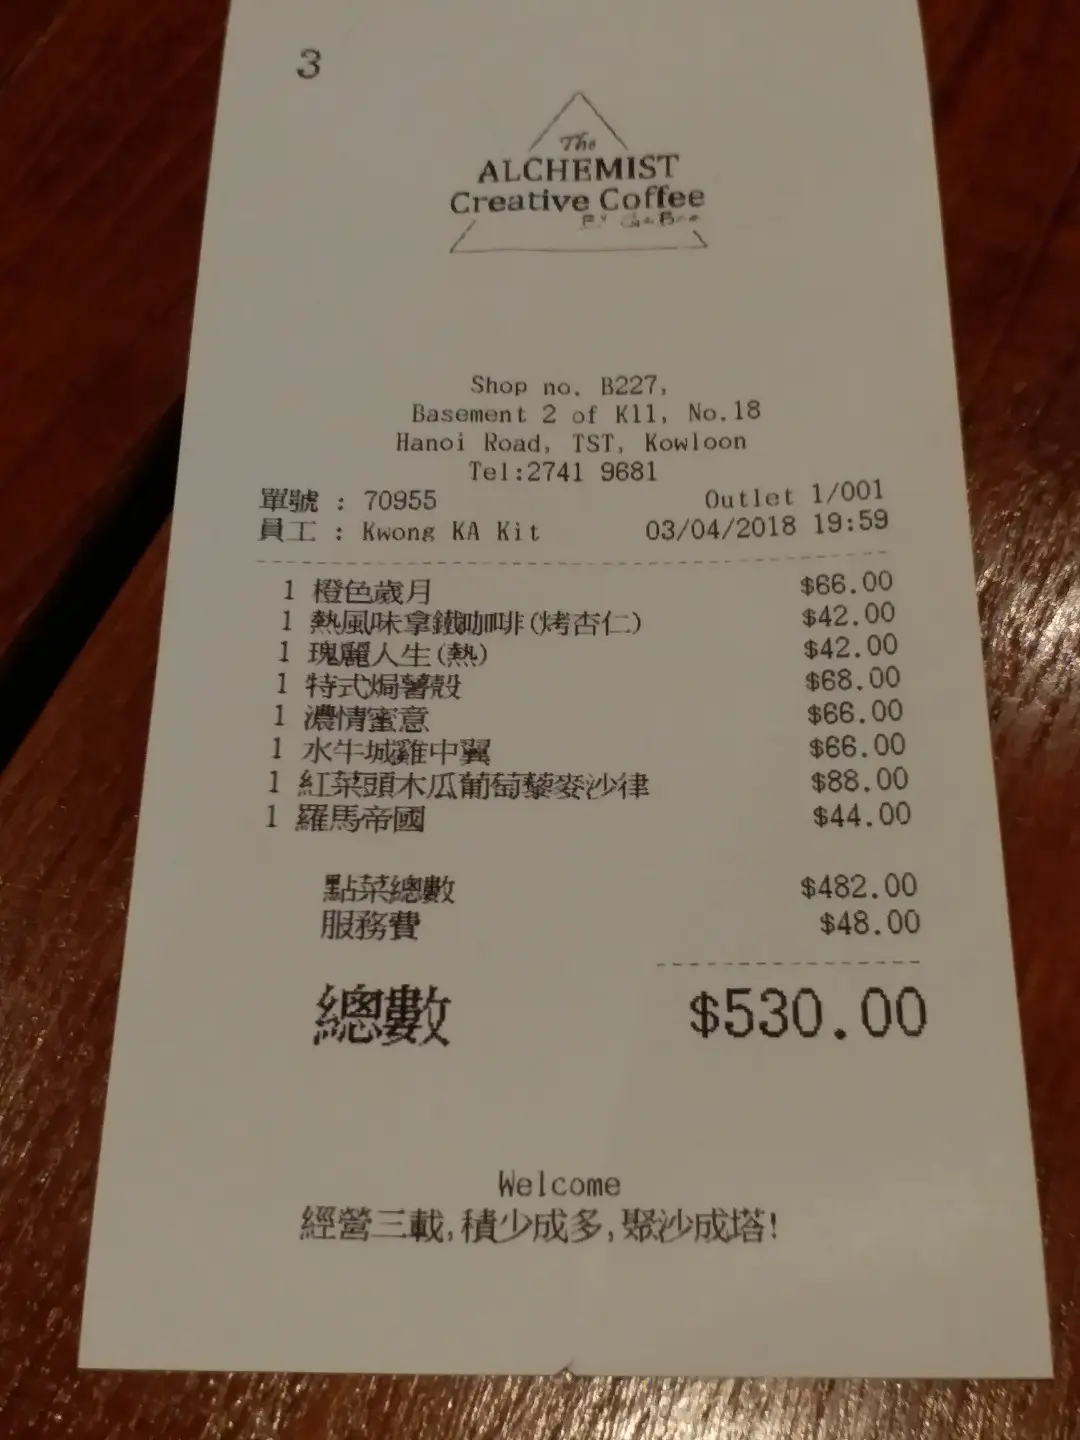 3
The
ALCHEMIST
Creative Coffee
BY GaBee
Shop no. B227,
Basement 2 of K11, No.18
Hanoi Road, TST, Kowloon
Tel:2741 9681
單號 : 70955 Outlet 1/001
員工 : Kwong KA Kit 03/04/2018 19:59
1 橙色歲月 $66.00
1 熱風味拿鐵咖啡(烤杏仁) $42.00
1 瑰麗人生(熱) $42.00
1 特式焗薯殼 $68.00
1 濃情蜜意 $66.00
1 水牛城雞中翼 $66.00
1 紅菜頭木瓜葡萄藜麥沙律 $88.00
1 羅馬帝國 $44.00
點菜總數 $482.00
服務費 $48.00
總數 $530.00
Welcome
經營三載,積少成多,聚沙成塔!